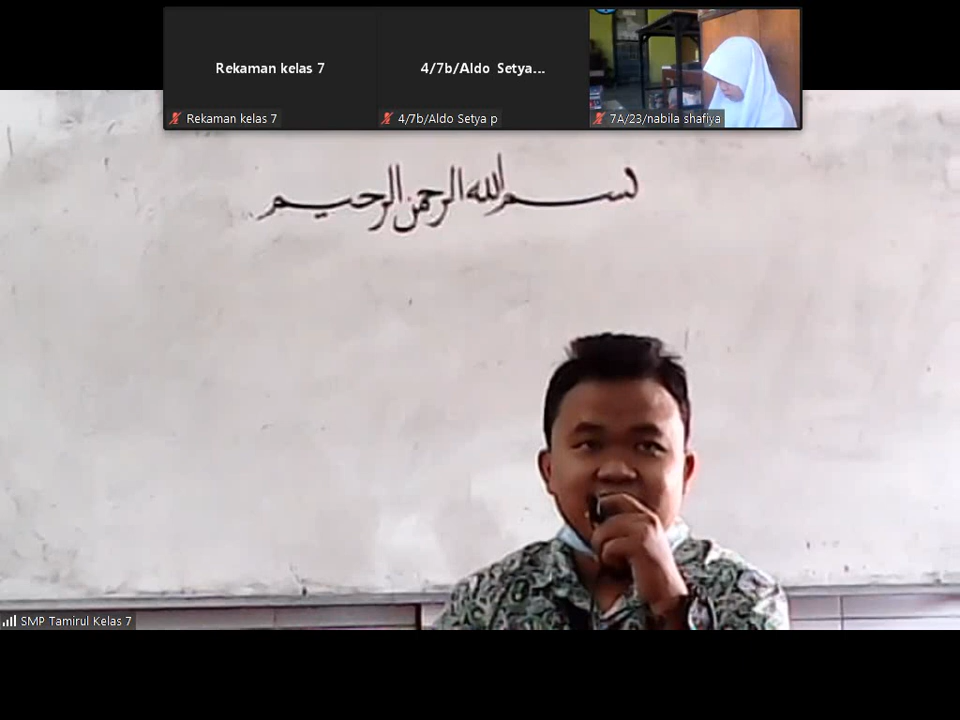 Rekaman kelas 7
4/7b/Aldo Setya...
Rekaman kelas 7
4/7b/Aldo Setya p
7A/23/nabila shafiya
بسم الله الرحمن الرحيم
SMP Tamirul Kelas 7